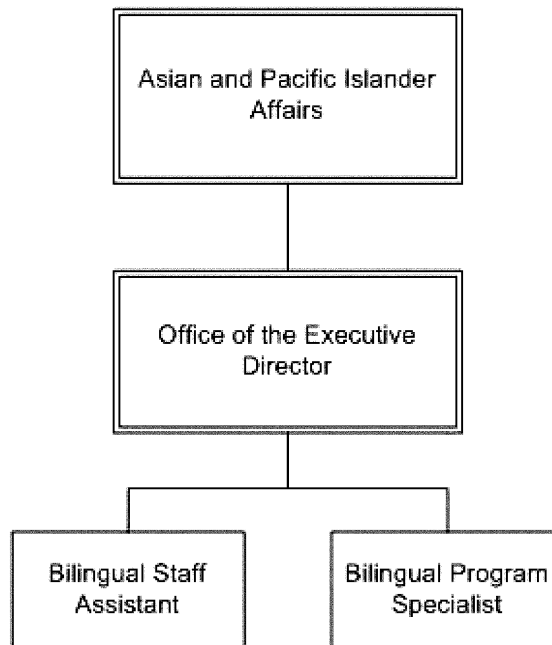 Asian and Pacific Islander
Affairs
Office of the Executive
Director
Bilingual Staff
Assistant
Bilingual Program
Specialist